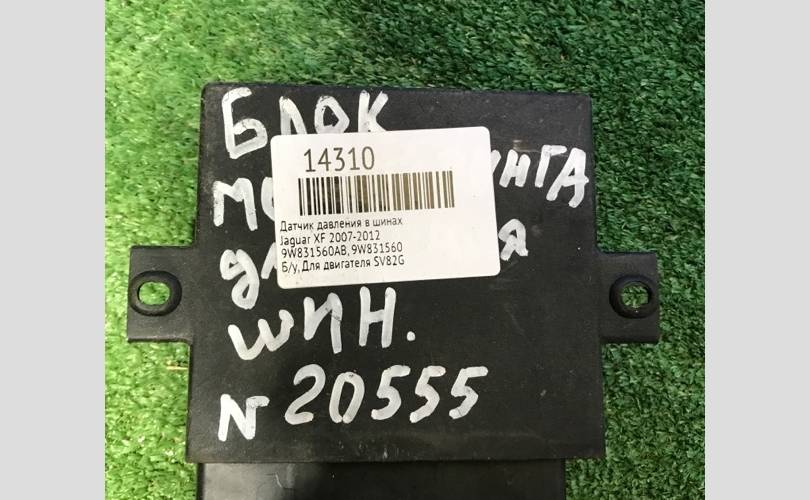 БЛОК
14310
Датчик давления в шинах
Jaguar XF 2007-2012
9W831560AB, 9W831560
Б/у, Для двигателя SV82G
шин.
N 20555